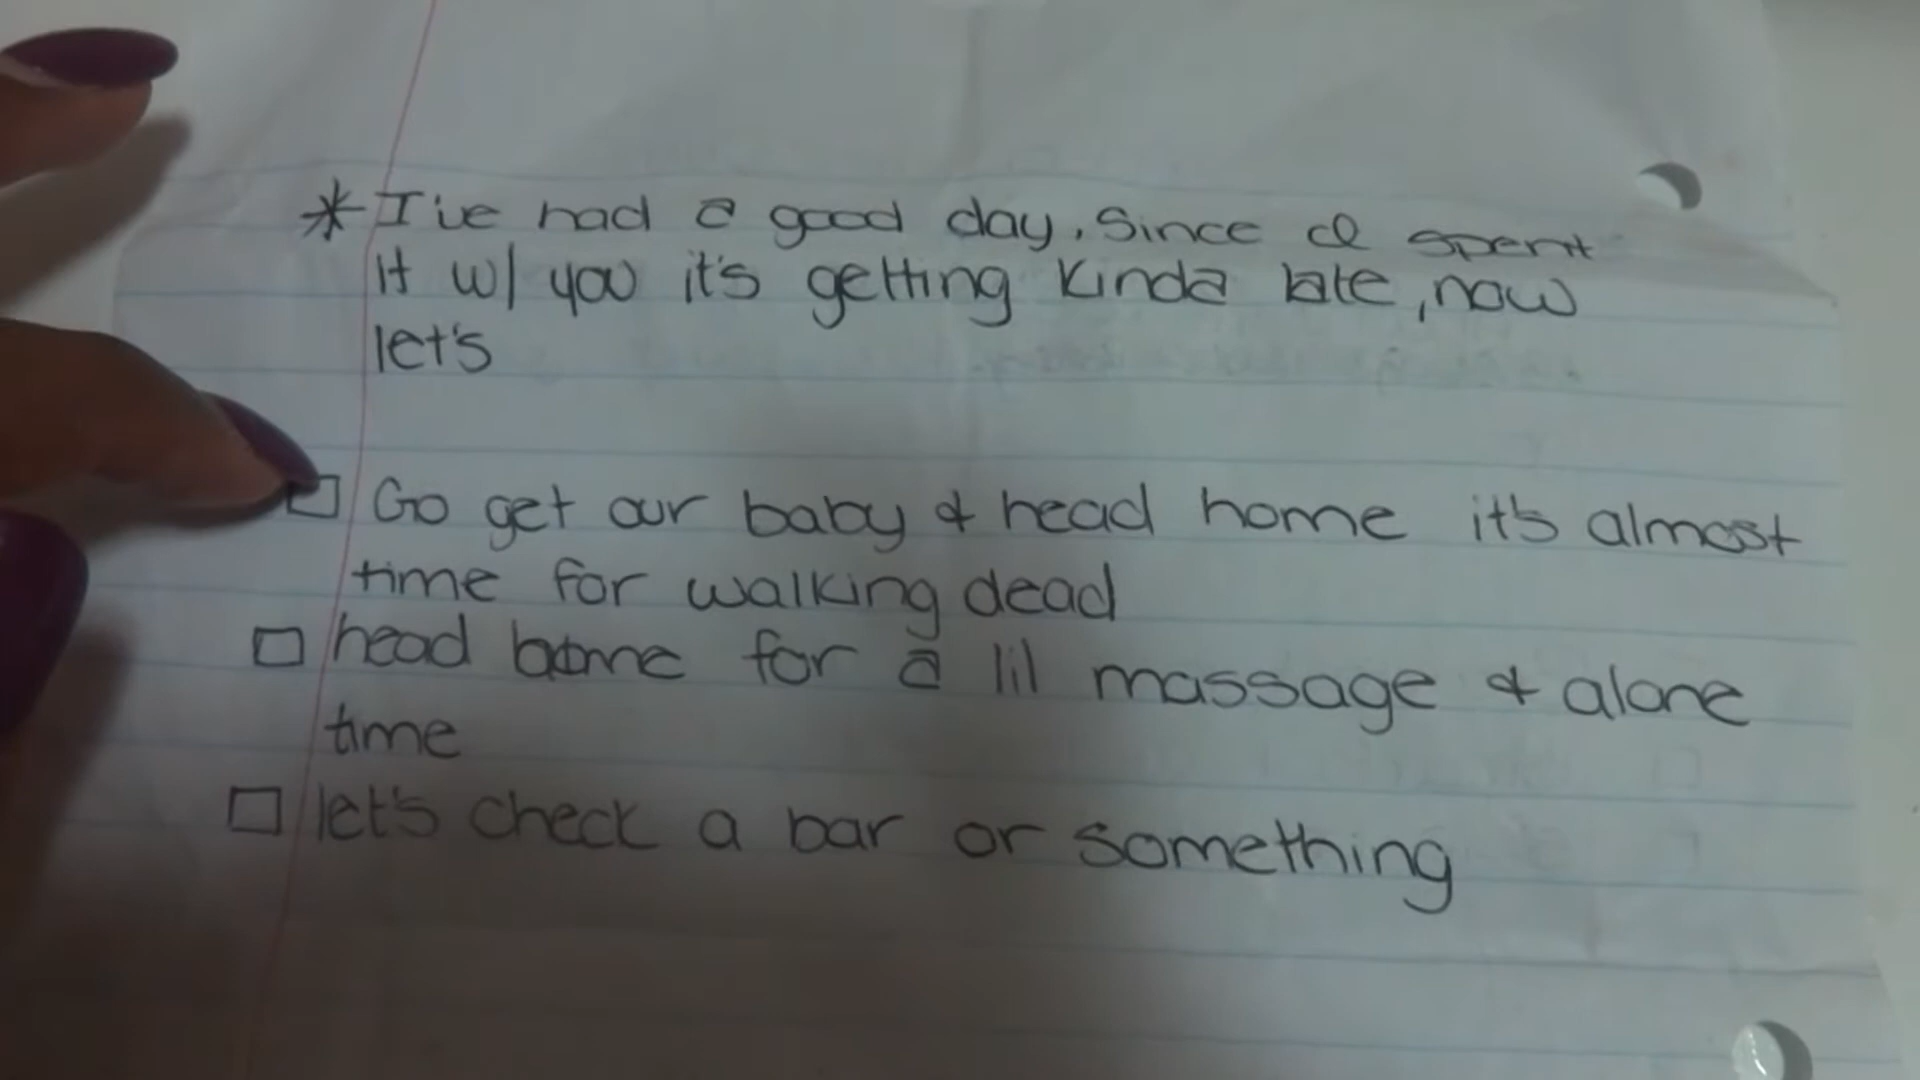 * I've had a good day, since I spent
it w/ you it's getting kinda late, now
let's
□ Go get our baby & head home it's almost
time for walking dead
□ head home for a lil massage & alone
time
□ let's check a bar or something